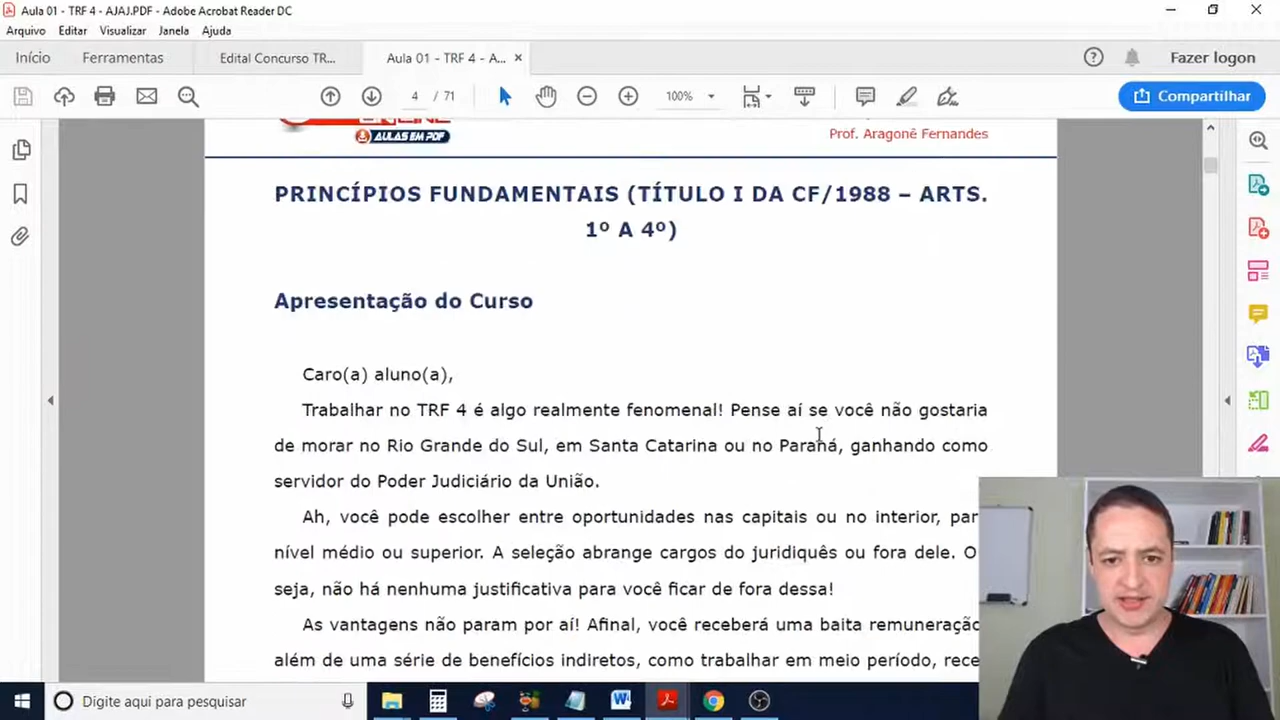 Aula 01 - TRF 4 - AJAJ.PDF - Adobe Acrobat Reader DC
Arquivo Editar Visualizar Janela Ajuda
Início Ferramentas Edital Concurso TR... Aula 01 - TRF 4 - A... × Fazer logon
4 / 71 100% Compartilhar
ONLINE
AULAS EM PDF
Prof. Aragonê Fernandes
PRINCÍPIOS FUNDAMENTAIS (TÍTULO I DA CF/1988 – ARTS.
1º A 4º)
Apresentação do Curso
Caro(a) aluno(a),
Trabalhar no TRF 4 é algo realmente fenomenal! Pense aí se você não gostaria
de morar no Rio Grande do Sul, em Santa Catarina ou no Paraná, ganhando como
servidor do Poder Judiciário da União.
Ah, você pode escolher entre oportunidades nas capitais ou no interior, par
nível médio ou superior. A seleção abrange cargos do juridiquês ou fora dele. O
seja, não há nenhuma justificativa para você ficar de fora dessa!
As vantagens não param por aí! Afinal, você receberá uma baita remuneração
além de uma série de benefícios indiretos, como trabalhar em meio período, rece
Digite aqui para pesquisar